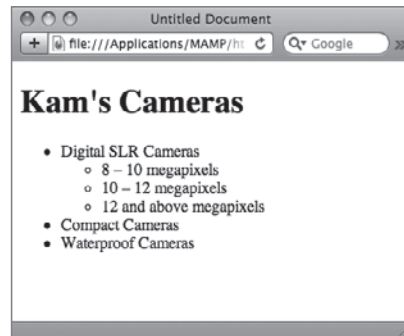 Untitled Document
+ file:///Applications/MAMP/ht Google »
Kam's Cameras
• Digital SLR Cameras
◦ 8 – 10 megapixels
◦ 10 – 12 megapixels
◦ 12 and above megapixels
• Compact Cameras
• Waterproof Cameras